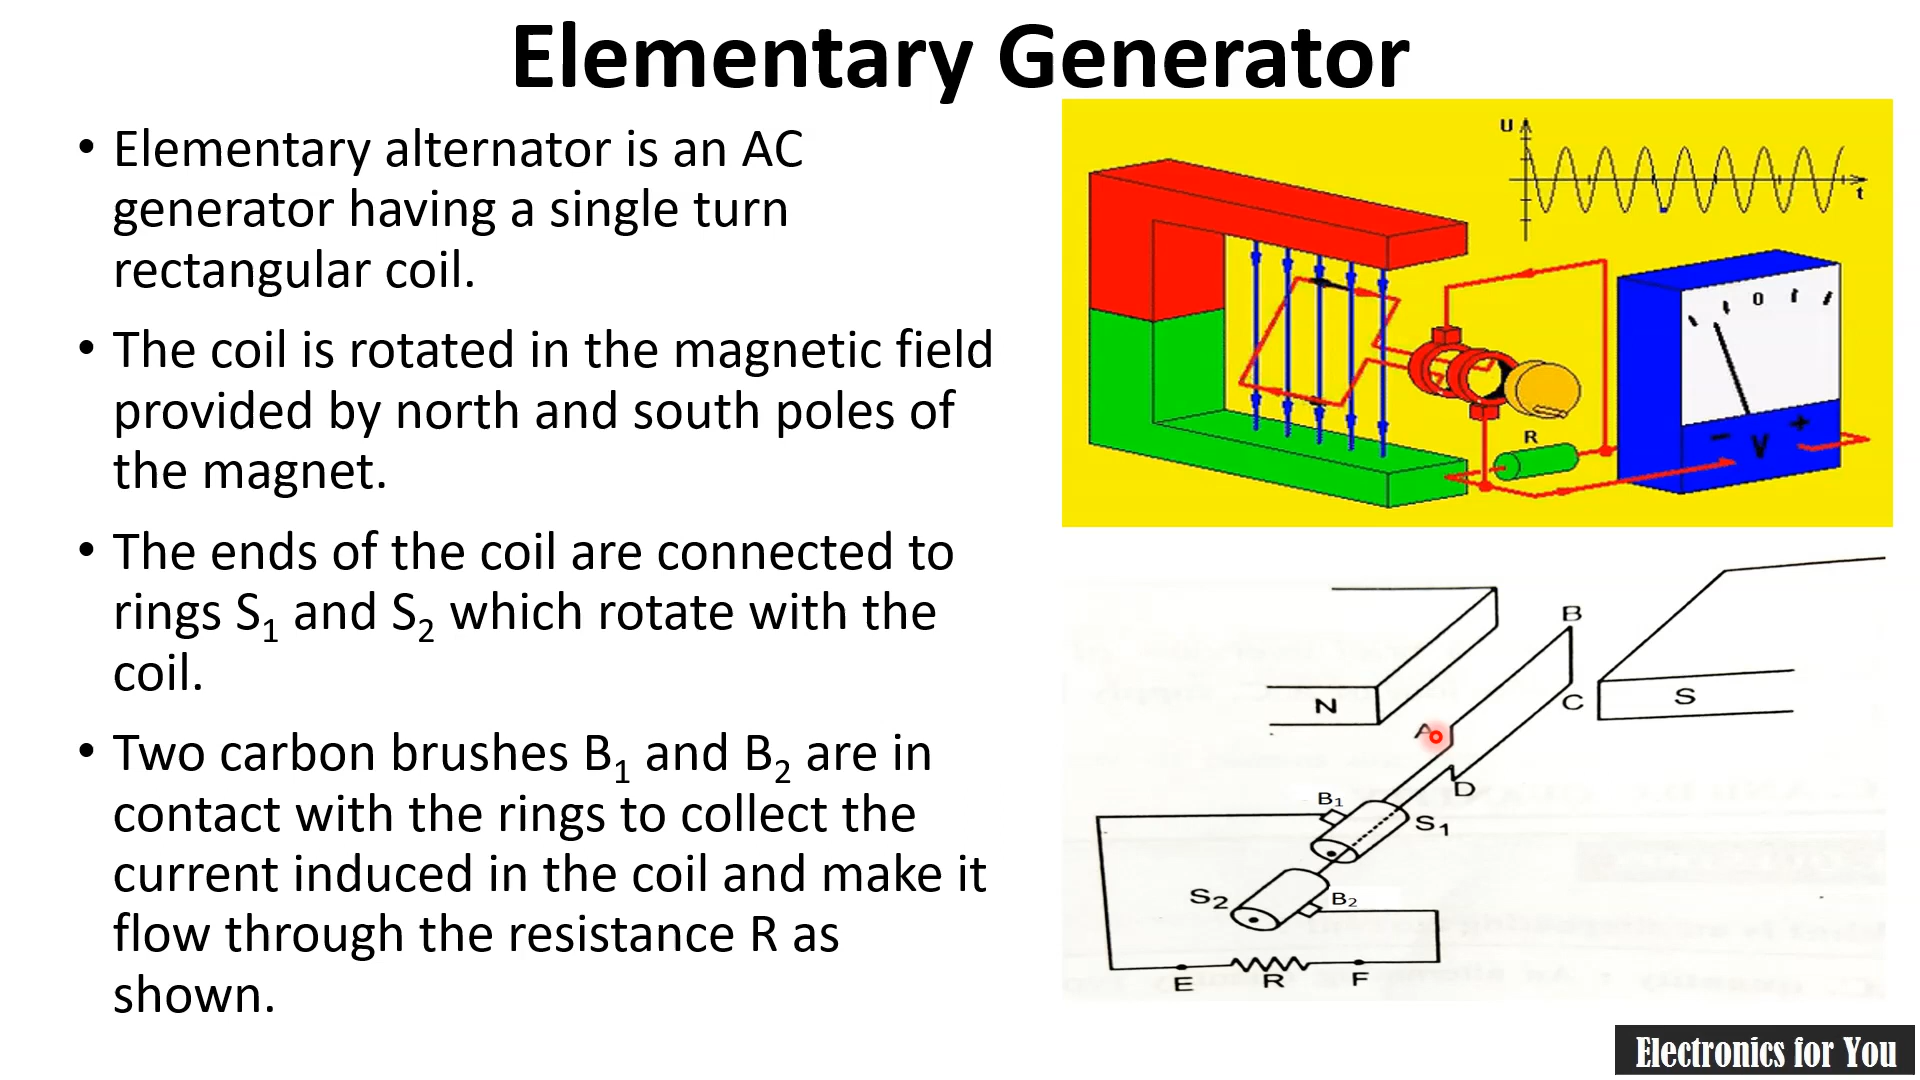 Elementary Generator
• Elementary alternator is an AC
generator having a single turn
rectangular coil.
• The coil is rotated in the magnetic field
provided by north and south poles of
the magnet.
• The ends of the coil are connected to
rings S1 and S2 which rotate with the
coil.
• Two carbon brushes B1 and B2 are in
contact with the rings to collect the
current induced in the coil and make it
flow through the resistance R as
shown.
U
t
0
R
- V +
B
N
C
S
A
D
B1
S1
S2
B2
E
R
F
Electronics for You